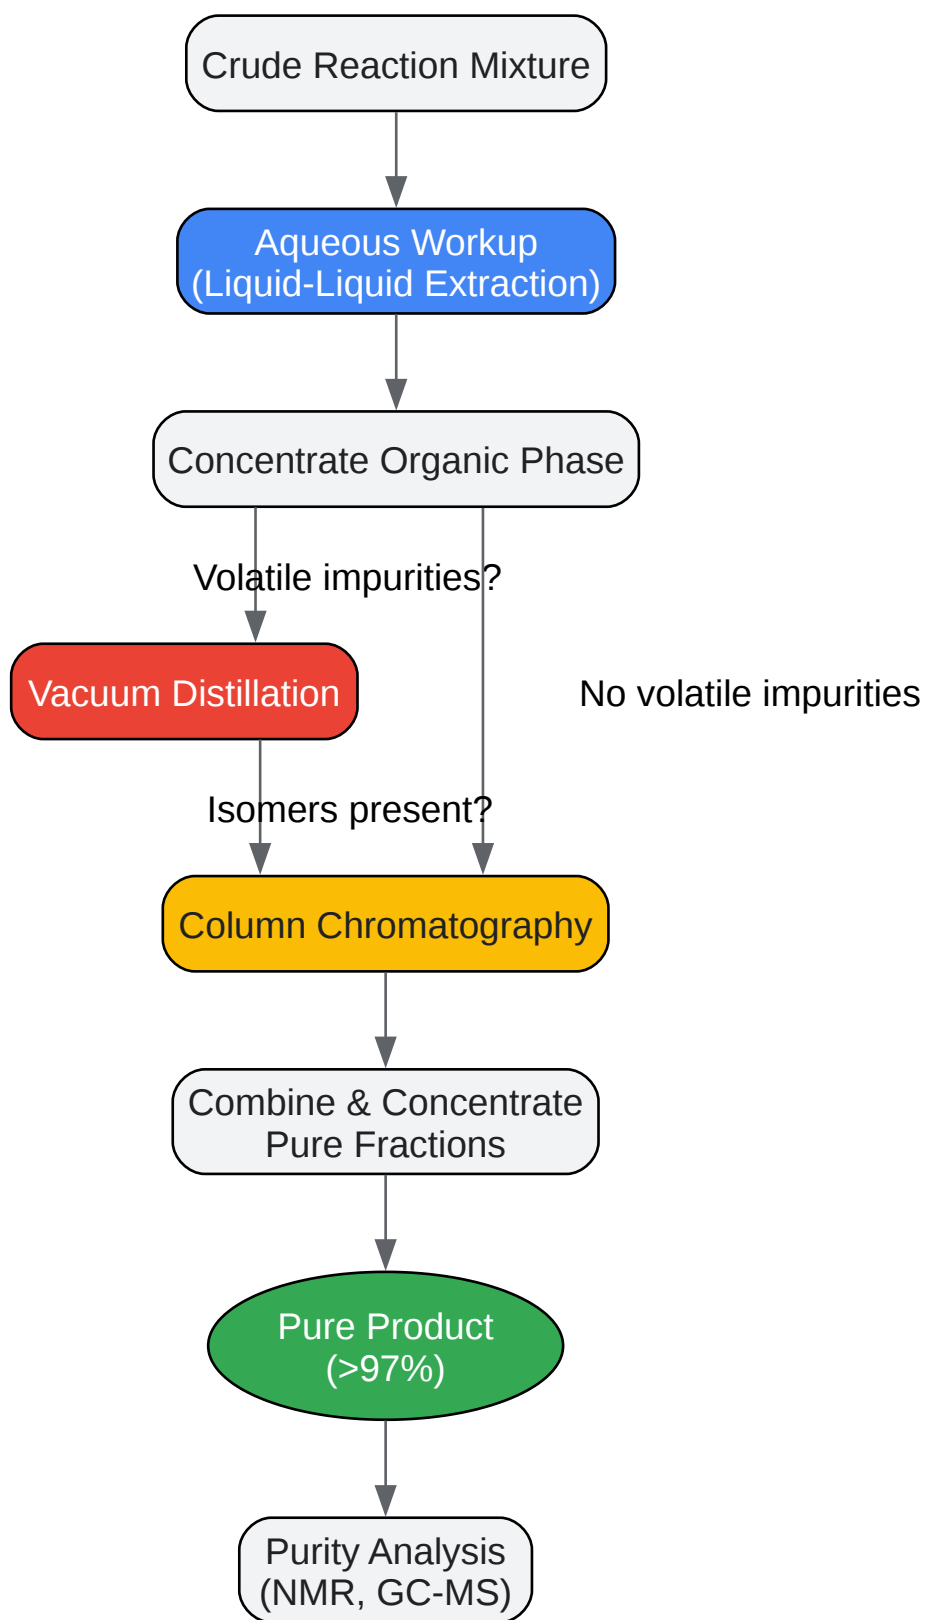 Crude Reaction Mixture
Aqueous Workup
(Liquid-Liquid Extraction)
Concentrate Organic Phase
Volatile impurities?
Vacuum Distillation
No volatile impurities
Isomers present?
Column Chromatography
Combine & Concentrate
Pure Fractions
Pure Product
(>97%)
Purity Analysis
(NMR, GC-MS)